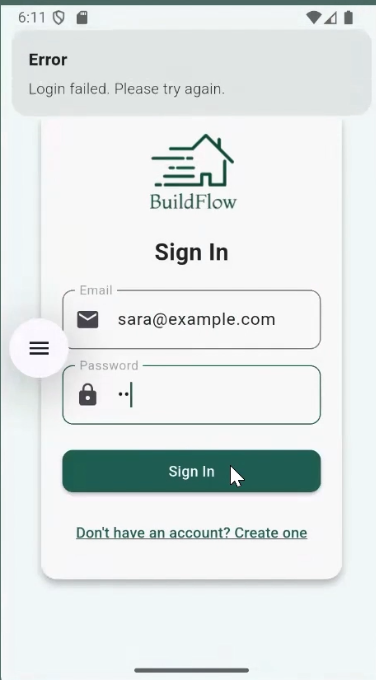 6:11
Error
Login failed. Please try again.
BuildFlow
Sign In
Email
sara@example.com
Password
••
Sign In
Don't have an account? Create one